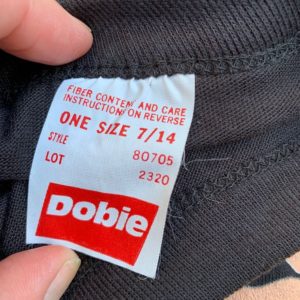 FIBER CONTENT AND CARE
INSTRUCTION ON REVERSE
ONE SIZE 7/14
STYLE 80705
LOT 2320
Dobie